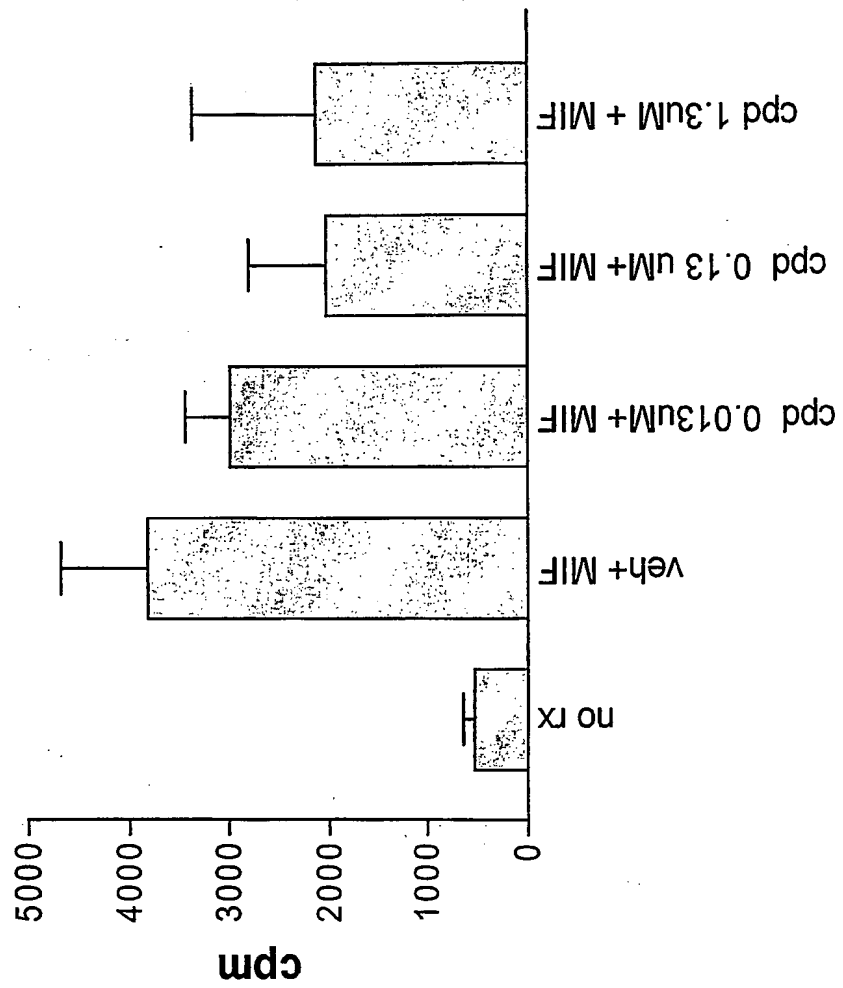 cpm
5000
4000
3000
2000
1000
0
no rx
veh+ MIF
cpd 0.013uM+ MIF
cpd 0.13 uM+ MIF
cpd 1.3uM + MIF